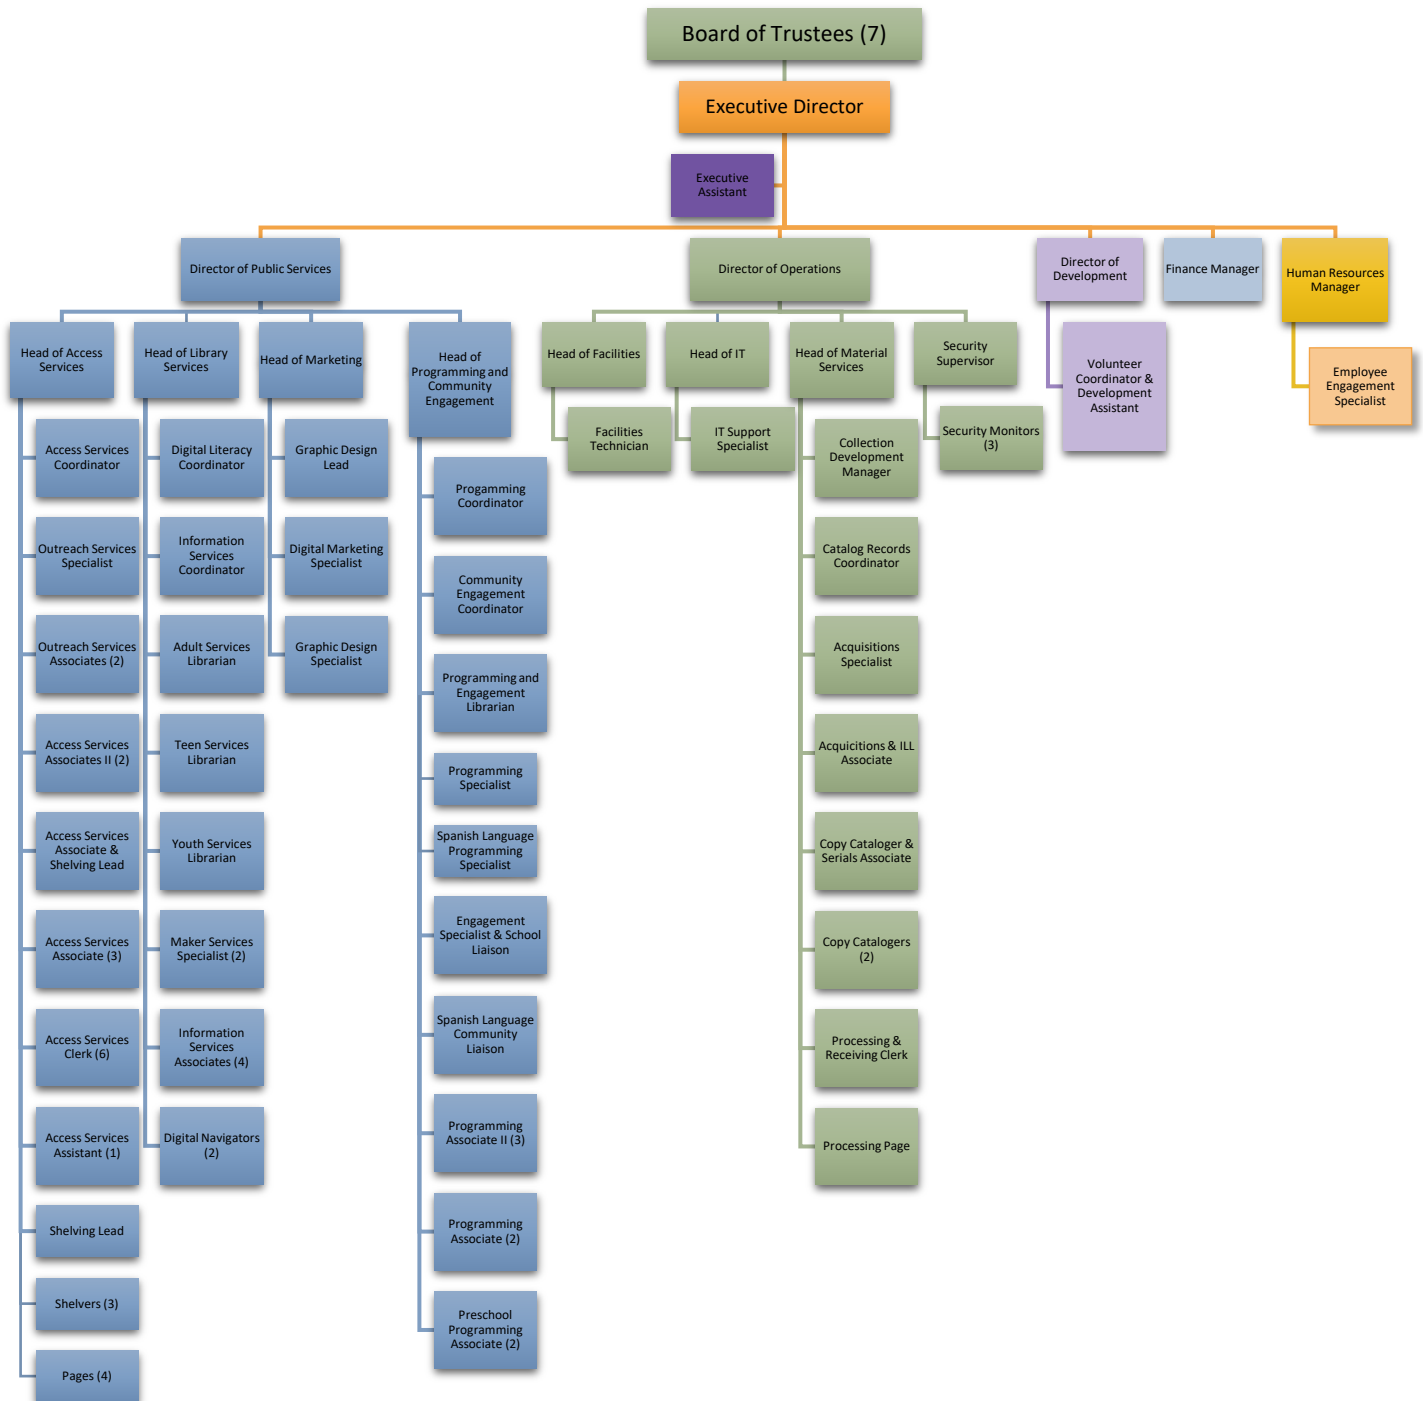 Board of Trustees (7)
Executive Director
Executive
Assistant
Director of Public Services
Director of Operations
Director of
Development
Finance Manager
Human Resources
Manager
Head of Access
Services
Head of Library
Services
Head of Marketing
Head of
Programming and
Community
Engagement
Head of Facilities
Head of IT
Head of Material
Services
Security
Supervisor
Volunteer
Coordinator &
Development
Assistant
Employee
Engagement
Specialist
Access Services
Coordinator
Outreach Services
Specialist
Outreach Services
Associates (2)
Access Services
Associates II (2)
Access Services
Associate &
Shelving Lead
Access Services
Associate (3)
Access Services
Clerk (6)
Access Services
Assistant (1)
Shelving Lead
Shelvers (3)
Pages (4)
Digital Literacy
Coordinator
Information
Services
Coordinator
Adult Services
Librarian
Teen Services
Librarian
Youth Services
Librarian
Maker Services
Specialist (2)
Information
Services
Associates (4)
Digital Navigators
(2)
Graphic Design
Lead
Digital Marketing
Specialist
Graphic Design
Specialist
Progamming
Coordinator
Community
Engagement
Coordinator
Programming and
Engagement
Librarian
Programming
Specialist
Spanish Language
Programming
Specialist
Engagement
Specialist & School
Liaison
Spanish Language
Community
Liaison
Programming
Associate II (3)
Programming
Associate (2)
Preschool
Programming
Associate (2)
Facilities
Technician
IT Support
Specialist
Collection
Development
Manager
Catalog Records
Coordinator
Acquisitions
Specialist
Acquicitions & ILL
Associate
Copy Cataloger &
Serials Associate
Copy Catalogers
(2)
Processing &
Receiving Clerk
Processing Page
Security Monitors
(3)